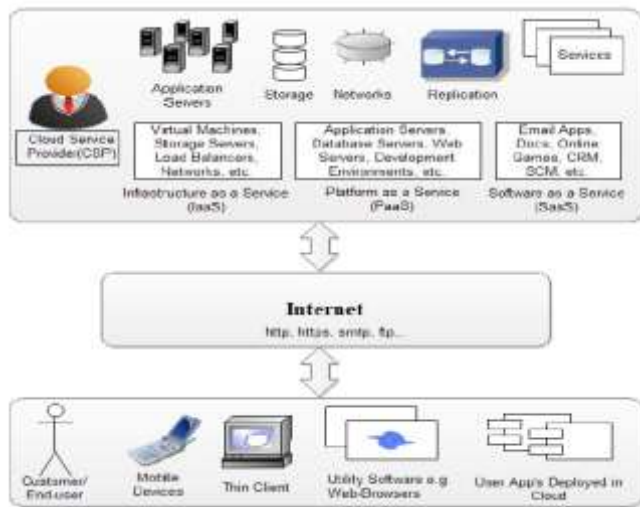 Application
Servers
Storage
Networks
Replication
Services
Cloud Service
Provider(CSP)
Virtual Machines,
Storage Servers,
Load Balancers,
Networks, etc.
Infrastructure as a Service
(IaaS)
Application Servers,
Database Servers, Web
Servers, Development
Environments, etc.
Platform as a Service
(PaaS)
Email Apps,
Docs, Online
Games, CRM,
SCM, etc.
Software as a Service
(SaaS)
Internet
http, https, smtp, ftp...
Customer/
End-user
Mobile
Devices
Thin Client
Utility Software e.g
Web-Browsers
User App's Deployed in
Cloud